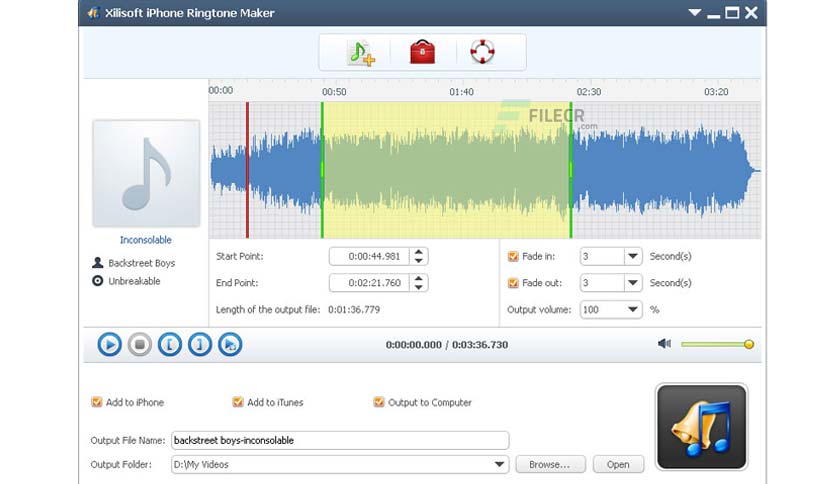 Xilisoft iPhone Ringtone Maker
00:00 00:50 01:40 02:30 03:20
FILECR
.com
Inconsolable
Backstreet Boys
Unbreakable
Start Point: 0:00:44.981
End Point: 0:02:21.760
Length of the output file: 0:01:36.779
Fade in: 3 Second(s)
Fade out: 3 Second(s)
Output volume: 100 %
0:00:00.000 / 0:03:36.730
Add to iPhone Add to iTunes Output to Computer
Output File Name: backstreet boys-inconsolable
Output Folder: D:\My Videos Browse... Open